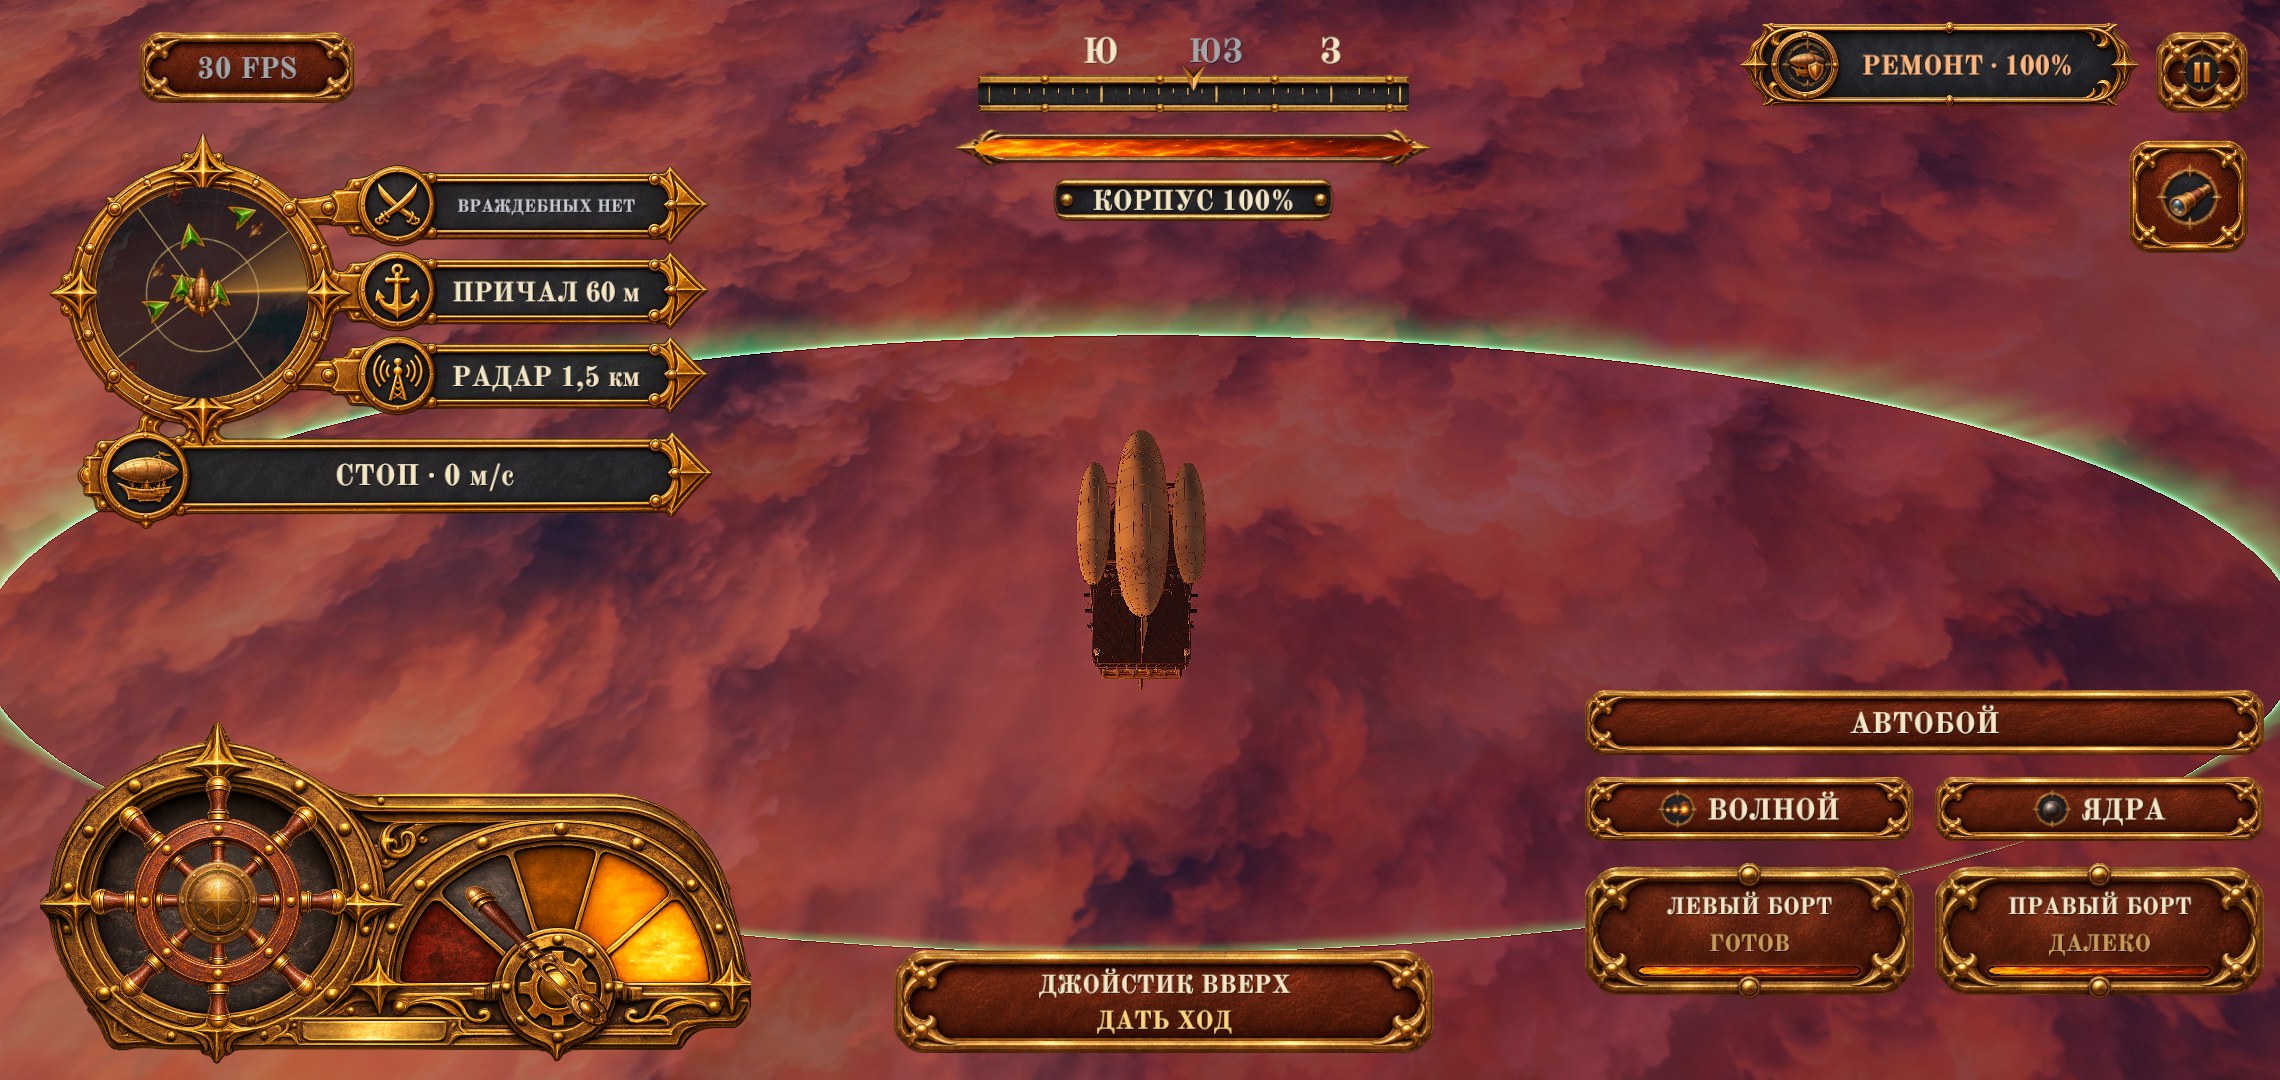 30 FPS
Ю ЮЗ З
РЕМОНТ · 100%
КОРПУС 100%
ВРАЖДЕБНЫХ НЕТ
ПРИЧАЛ 60 м
РАДАР 1,5 км
СТОП · 0 м/с
АВТОБОЙ
ВОЛНОЙ
ЯДРА
ЛЕВЫЙ БОРТ
ГОТОВ
ПРАВЫЙ БОРТ
ДАЛЕКО
ДЖОЙСТИК ВВЕРХ
ДАТЬ ХОД